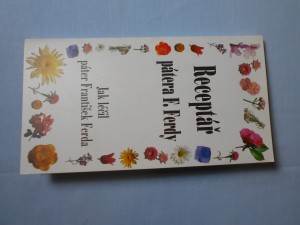 Receptář
pátera F. Ferdy
Jak léčil
páter František Ferda